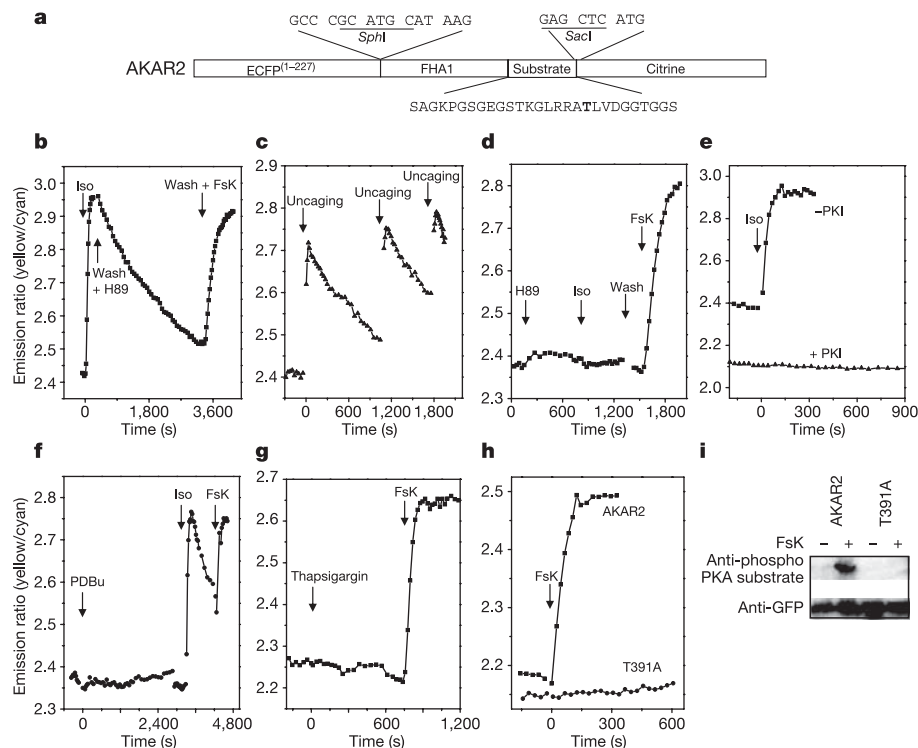 a
GCC CGC ATG CAT AAG
GAG CTC ATG
SphI
SacI
AKAR2
ECFP(1–227)
FHA1
Substrate
Citrine
SAGKPGSGEGSTKGLRRATLVDGGTGGS
b
Emission ratio (yellow/cyan)
3.0
2.9
2.8
2.7
2.6
2.5
2.4
Iso
Wash + FsK
Wash
+ H89
0
1,800
3,600
Time (s)
c
2.8
2.7
2.6
2.5
2.4
Uncaging
Uncaging
Uncaging
0
600
1,200
1,800
Time (s)
d
2.8
2.7
2.6
2.5
2.4
2.3
FsK
H89
Iso
Wash
0
600
1,200
1,800
Time (s)
e
3.0
2.8
2.6
2.4
2.2
2.0
Iso
–PKI
+ PKI
0
300
600
900
Time (s)
f
Emission ratio (yellow/cyan)
2.8
2.7
2.6
2.5
2.4
2.3
PDBu
Iso
FsK
0
2,400
4,800
Time (s)
g
2.7
2.6
2.5
2.4
2.3
2.2
Thapsigargin
FsK
0
400
800
1,200
Time (s)
h
2.5
2.4
2.3
2.2
AKAR2
FsK
T391A
0
300
600
Time (s)
i
AKAR2
T391A
FsK
– + – +
Anti-phospho
PKA substrate
Anti-GFP